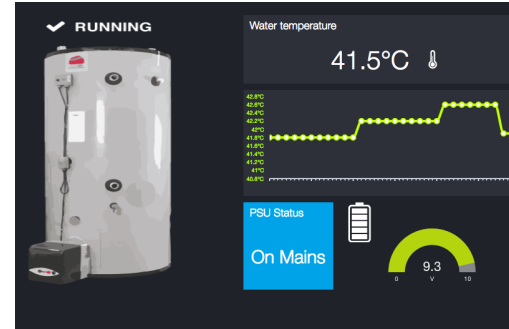 ✔ RUNNING
Water temperature
41.5°C
42.8°C
42.6°C
42.4°C
42.2°C
42°C
41.8°C
41.6°C
41.4°C
41.2°C
41°C
40.8°C
PSU Status
On Mains
9.3
0 V 10